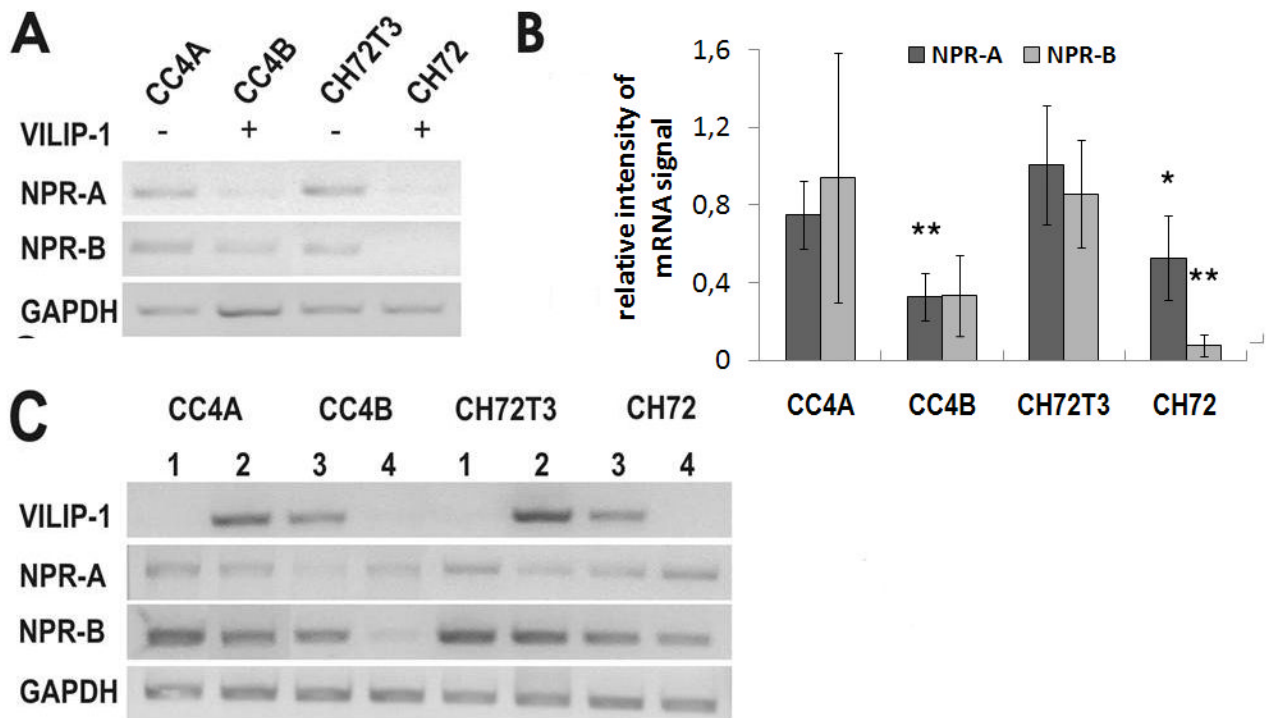 A
CC4A CC4B CH72T3 CH72
VILIP-1 - + - +
NPR-A
NPR-B
GAPDH
B
NPR-A NPR-B
relative intensity of
mRNA signal
1,6
1,2
0,8
0,4
0
** * **
CC4A CC4B CH72T3 CH72
C
CC4A CC4B CH72T3 CH72
1 2 3 4 1 2 3 4
VILIP-1
NPR-A
NPR-B
GAPDH